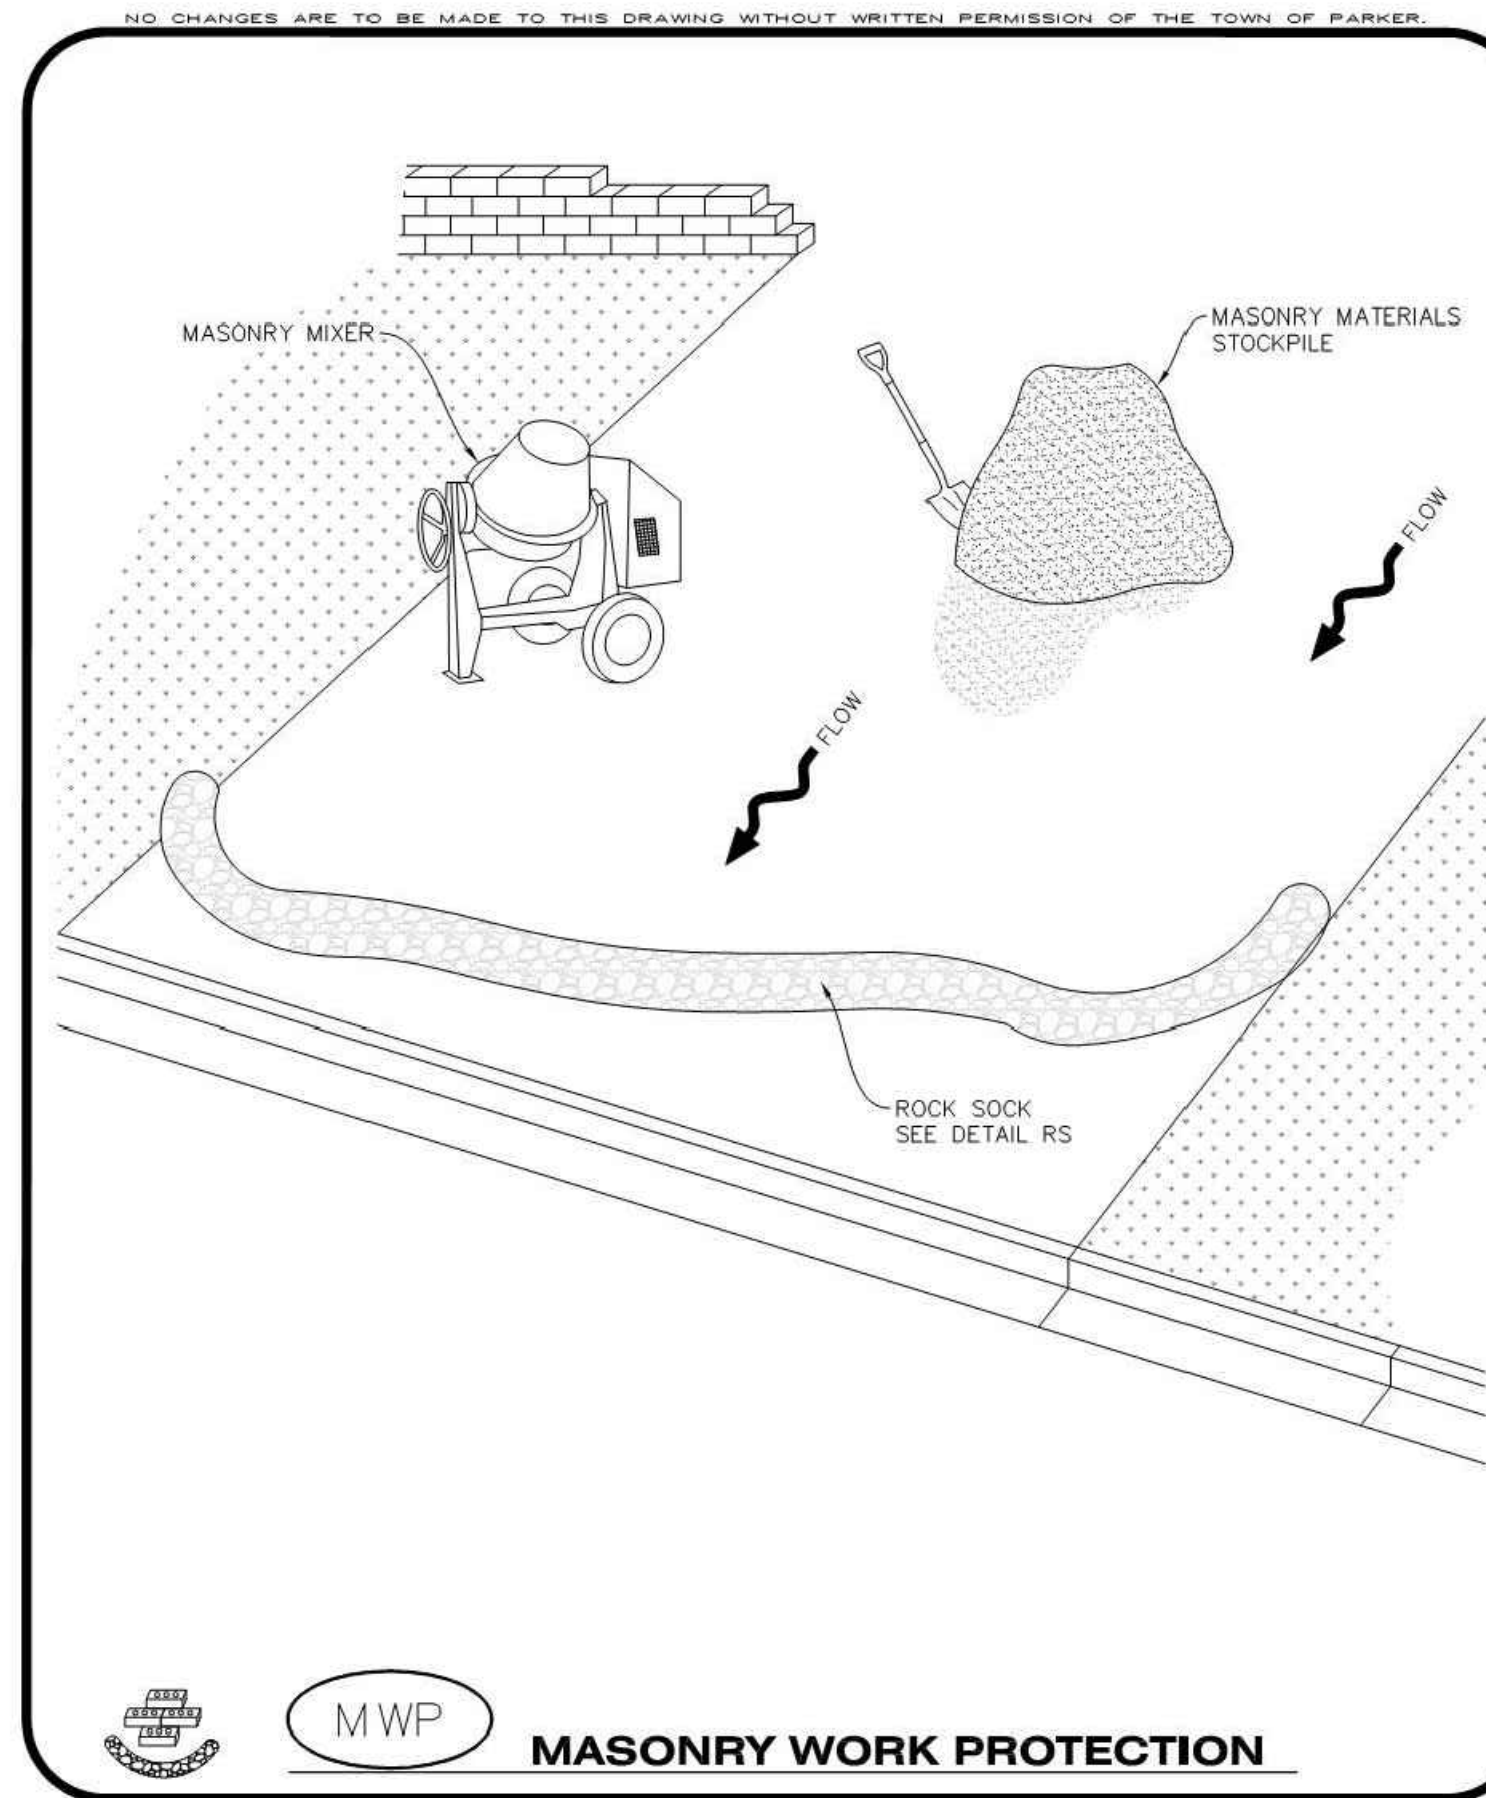 NO CHANGES ARE TO BE MADE TO THIS DRAWING WITHOUT WRITTEN PERMISSION OF THE TOWN OF PARKER.
MASONRY MIXER
MASONRY MATERIALS
STOCKPILE
FLOW
FLOW
ROCK SOCK
SEE DETAIL RS
MWP
MASONRY WORK PROTECTION